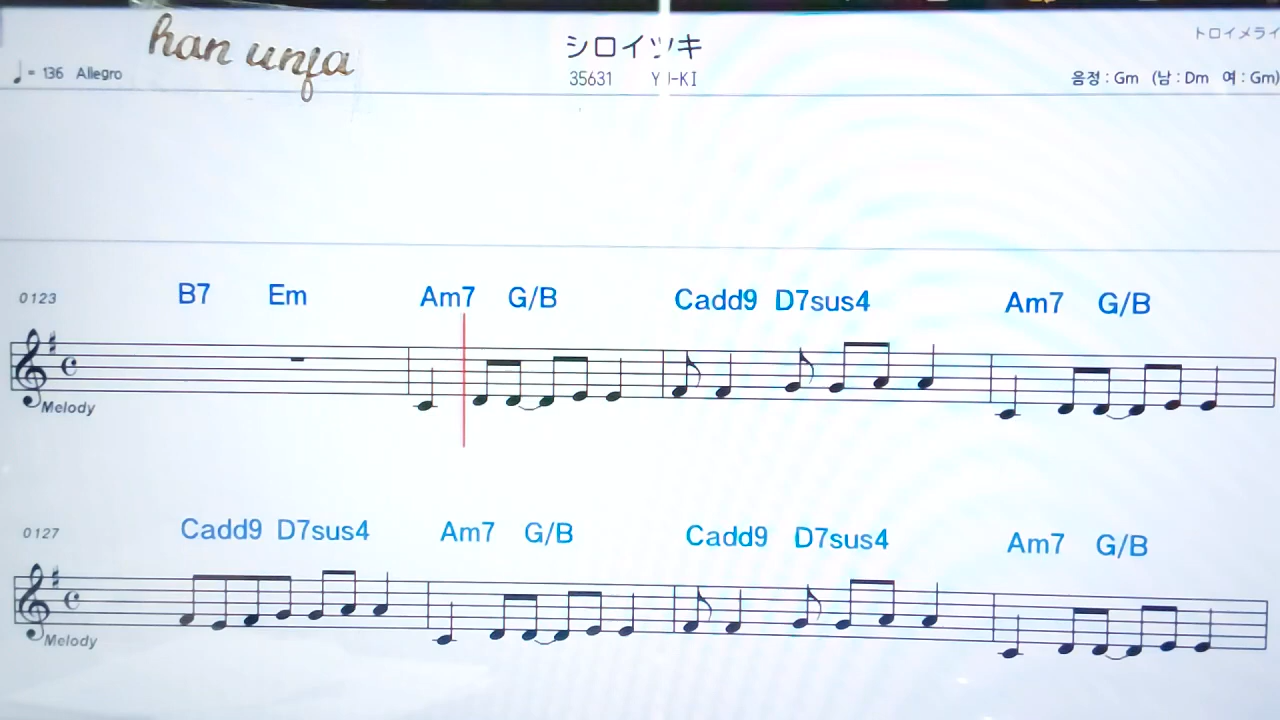 han unja
シロイツキ
トロイメライ
♩= 136 Allegro
35631 YU-KI
음정 : Gm (남 : Dm 여 : Gm)
0123
B7 Em Am7 G/B Cadd9 D7sus4 Am7 G/B
Melody
0127
Cadd9 D7sus4 Am7 G/B Cadd9 D7sus4 Am7 G/B
Melody